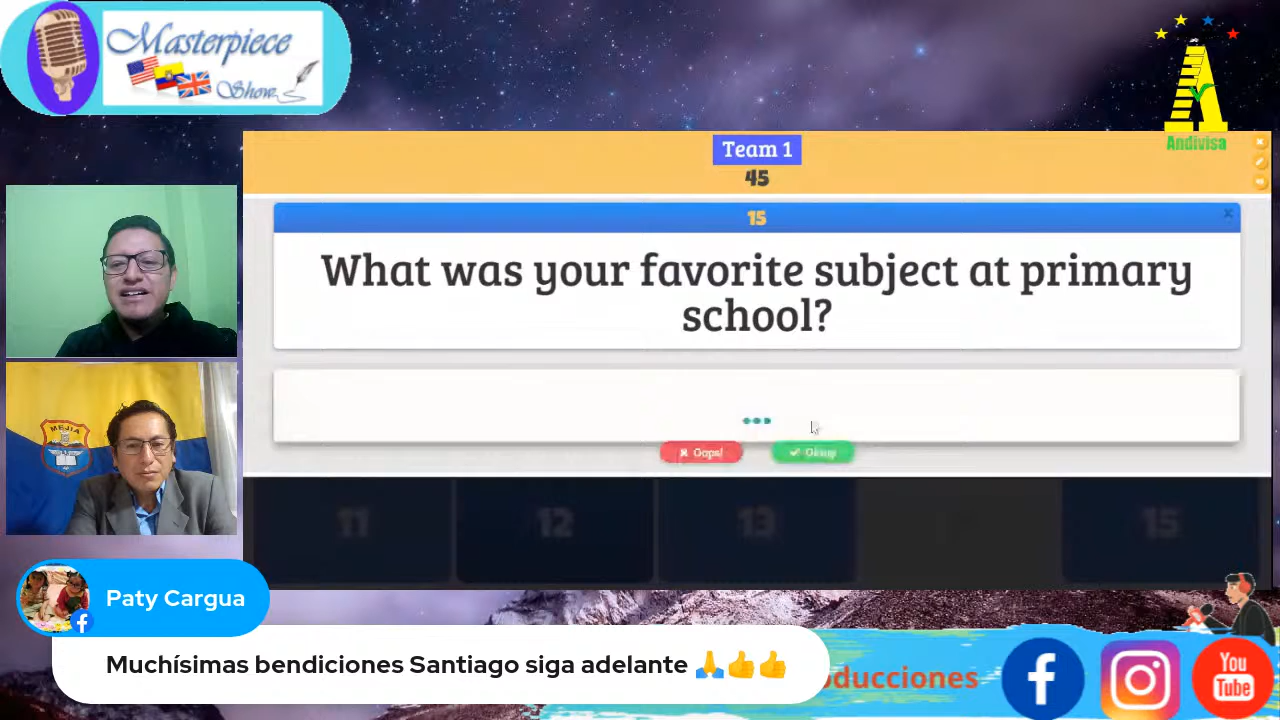 Masterpiece
Show
Andivisa
Team 1
45
15
What was your favorite subject at primary
school?
Oops!
Okay
11
12
13
15
MEJIA
Paty Cargua
Muchísimas bendiciones Santiago siga adelante 🙏👍👍
oducciones
You
Tube